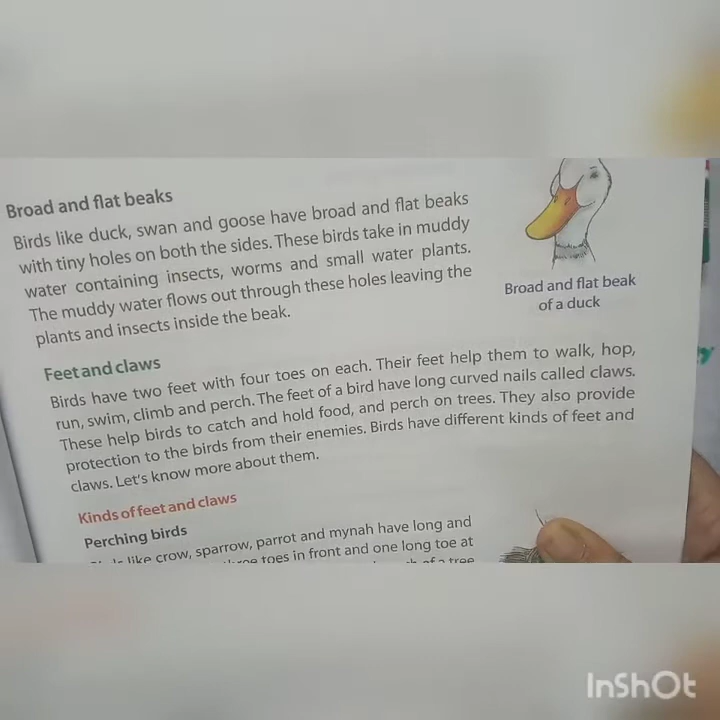 Broad and flat beaks
Birds like duck, swan and goose have broad and flat beaks
with tiny holes on both the sides. These birds take in muddy
water containing insects, worms and small water plants.
The muddy water flows out through these holes leaving the
plants and insects inside the beak.
Broad and flat beak
of a duck
Feet and claws
Birds have two feet with four toes on each. Their feet help them to walk, hop,
run, swim, climb and perch. The feet of a bird have long curved nails called claws.
These help birds to catch and hold food, and perch on trees. They also provide
protection to the birds from their enemies. Birds have different kinds of feet and
claws. Let's know more about them.
Kinds of feet and claws
Perching birds
like crow, sparrow, parrot and mynah have long and
toes in front and one long toe at
of a tree
InShOt